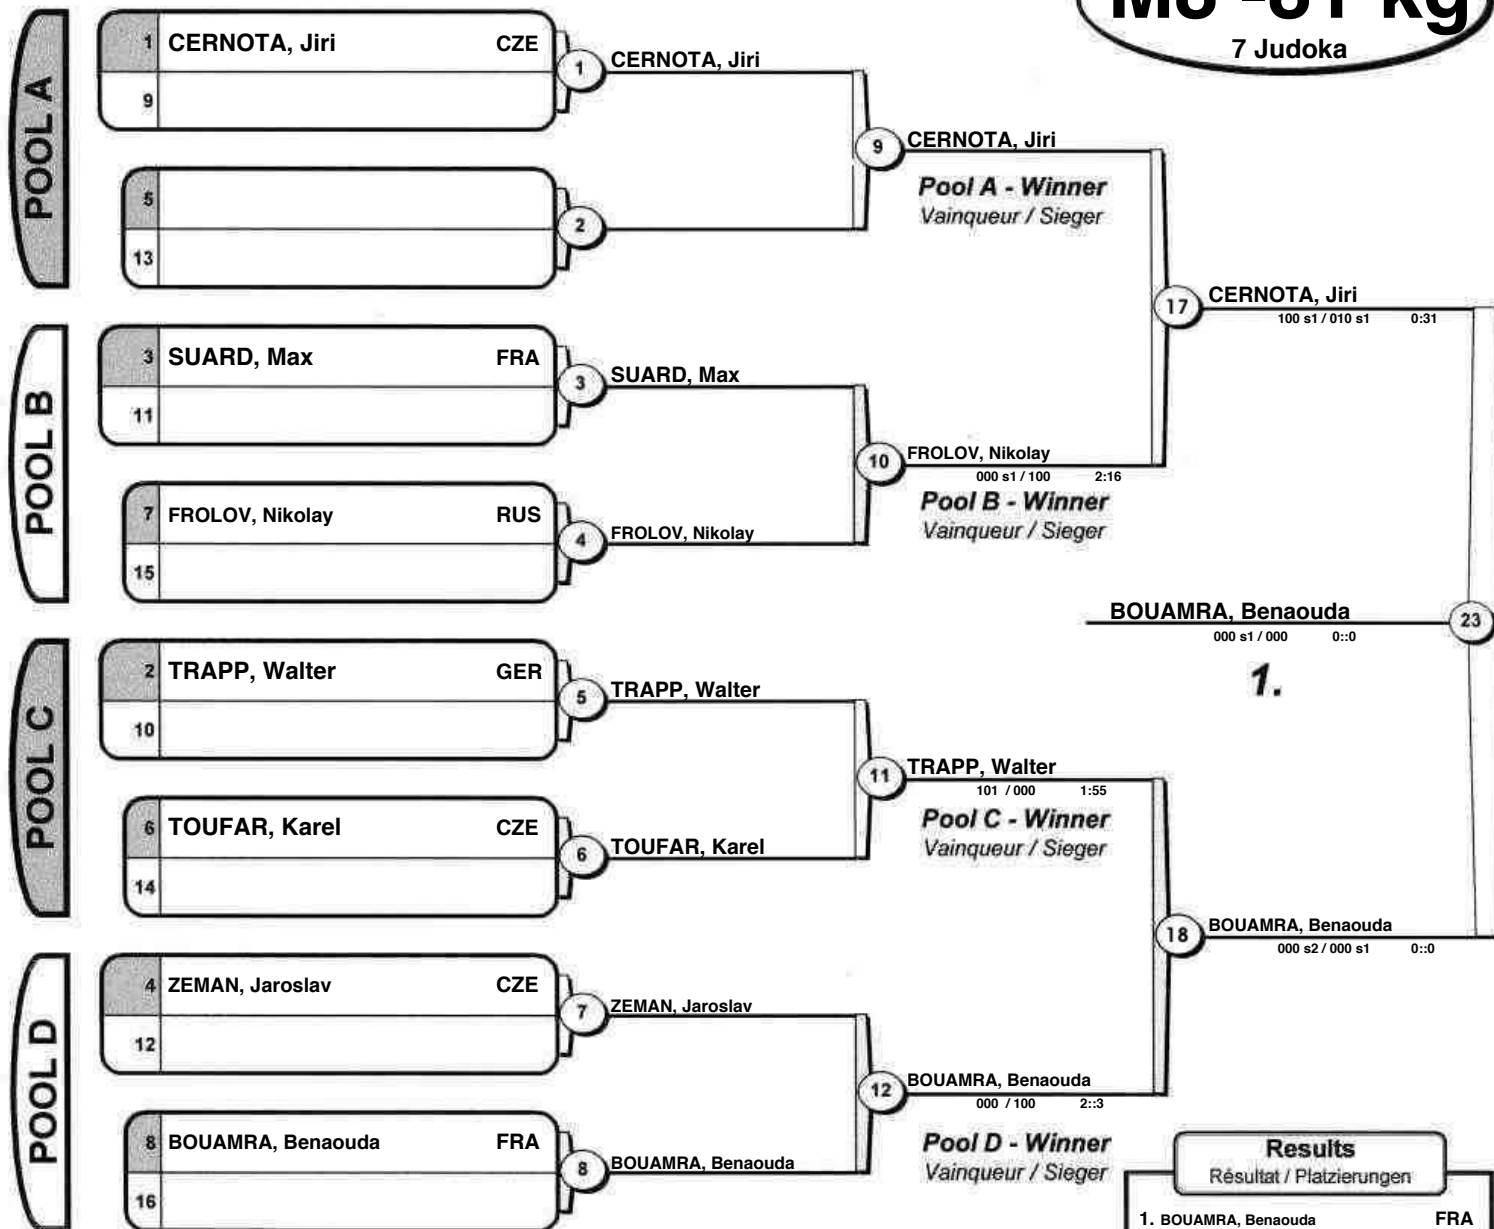 M8 -81 kg
7 Judoka
POOL A
1 CERNOTA, Jiri CZE
9
5
13
1 CERNOTA, Jiri
2
9 CERNOTA, Jiri
Pool A - Winner
Vainqueur / Sieger
POOL B
3 SUARD, Max FRA
11
7 FROLOV, Nikolay RUS
15
3 SUARD, Max
4 FROLOV, Nikolay
10 FROLOV, Nikolay
000 s1 / 100 2:16
Pool B - Winner
Vainqueur / Sieger
17 CERNOTA, Jiri
100 s1 / 010 s1 0:31
BOUAMRA, Benaouda 23
000 s1 / 000 0::0
1.
POOL C
2 TRAPP, Walter GER
10
6 TOUFAR, Karel CZE
14
5 TRAPP, Walter
6 TOUFAR, Karel
11 TRAPP, Walter
101 / 000 1:55
Pool C - Winner
Vainqueur / Sieger
18 BOUAMRA, Benaouda
000 s2 / 000 s1 0::0
POOL D
4 ZEMAN, Jaroslav CZE
12
8 BOUAMRA, Benaouda FRA
16
7 ZEMAN, Jaroslav
8 BOUAMRA, Benaouda
12 BOUAMRA, Benaouda
000 / 100 2::3
Pool D - Winner
Vainqueur / Sieger
Results
Résultat / Platzierungen
1. BOUAMRA, Benaouda FRA